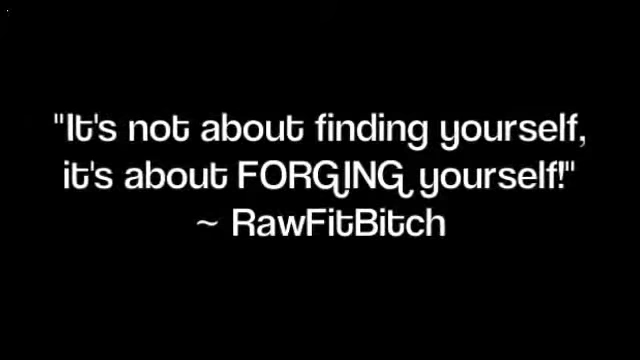 "It's not about finding yourself,
it's about FORGING yourself!"
~ RawFitBitch